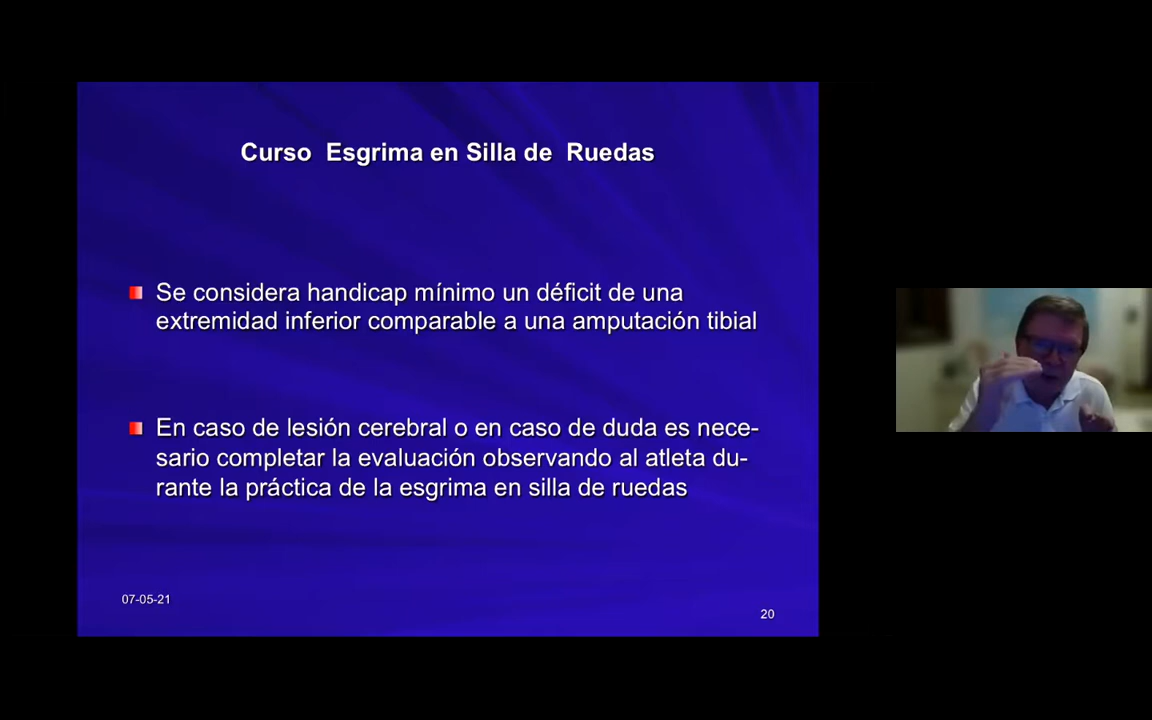 Curso Esgrima en Silla de Ruedas
Se considera handicap mínimo un déficit de una
extremidad inferior comparable a una amputación tibial
En caso de lesión cerebral o en caso de duda es nece-
sario completar la evaluación observando al atleta du-
rante la práctica de la esgrima en silla de ruedas
07-05-21
20